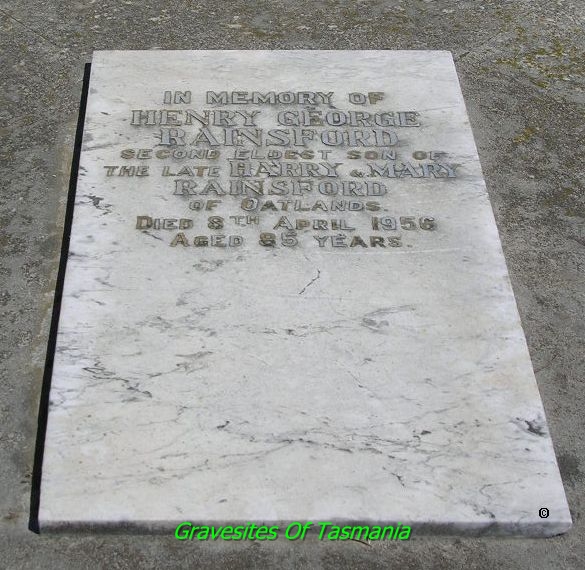 IN MEMORY OF
HENRY GEORGE
RAINSFORD
SECOND ELDEST SON OF
THE LATE HARRY & MARY
RAINSFORD
OF OATLANDS.
DIED 8TH APRIL 1956
AGED 85 YEARS.
©
Gravesites Of Tasmania